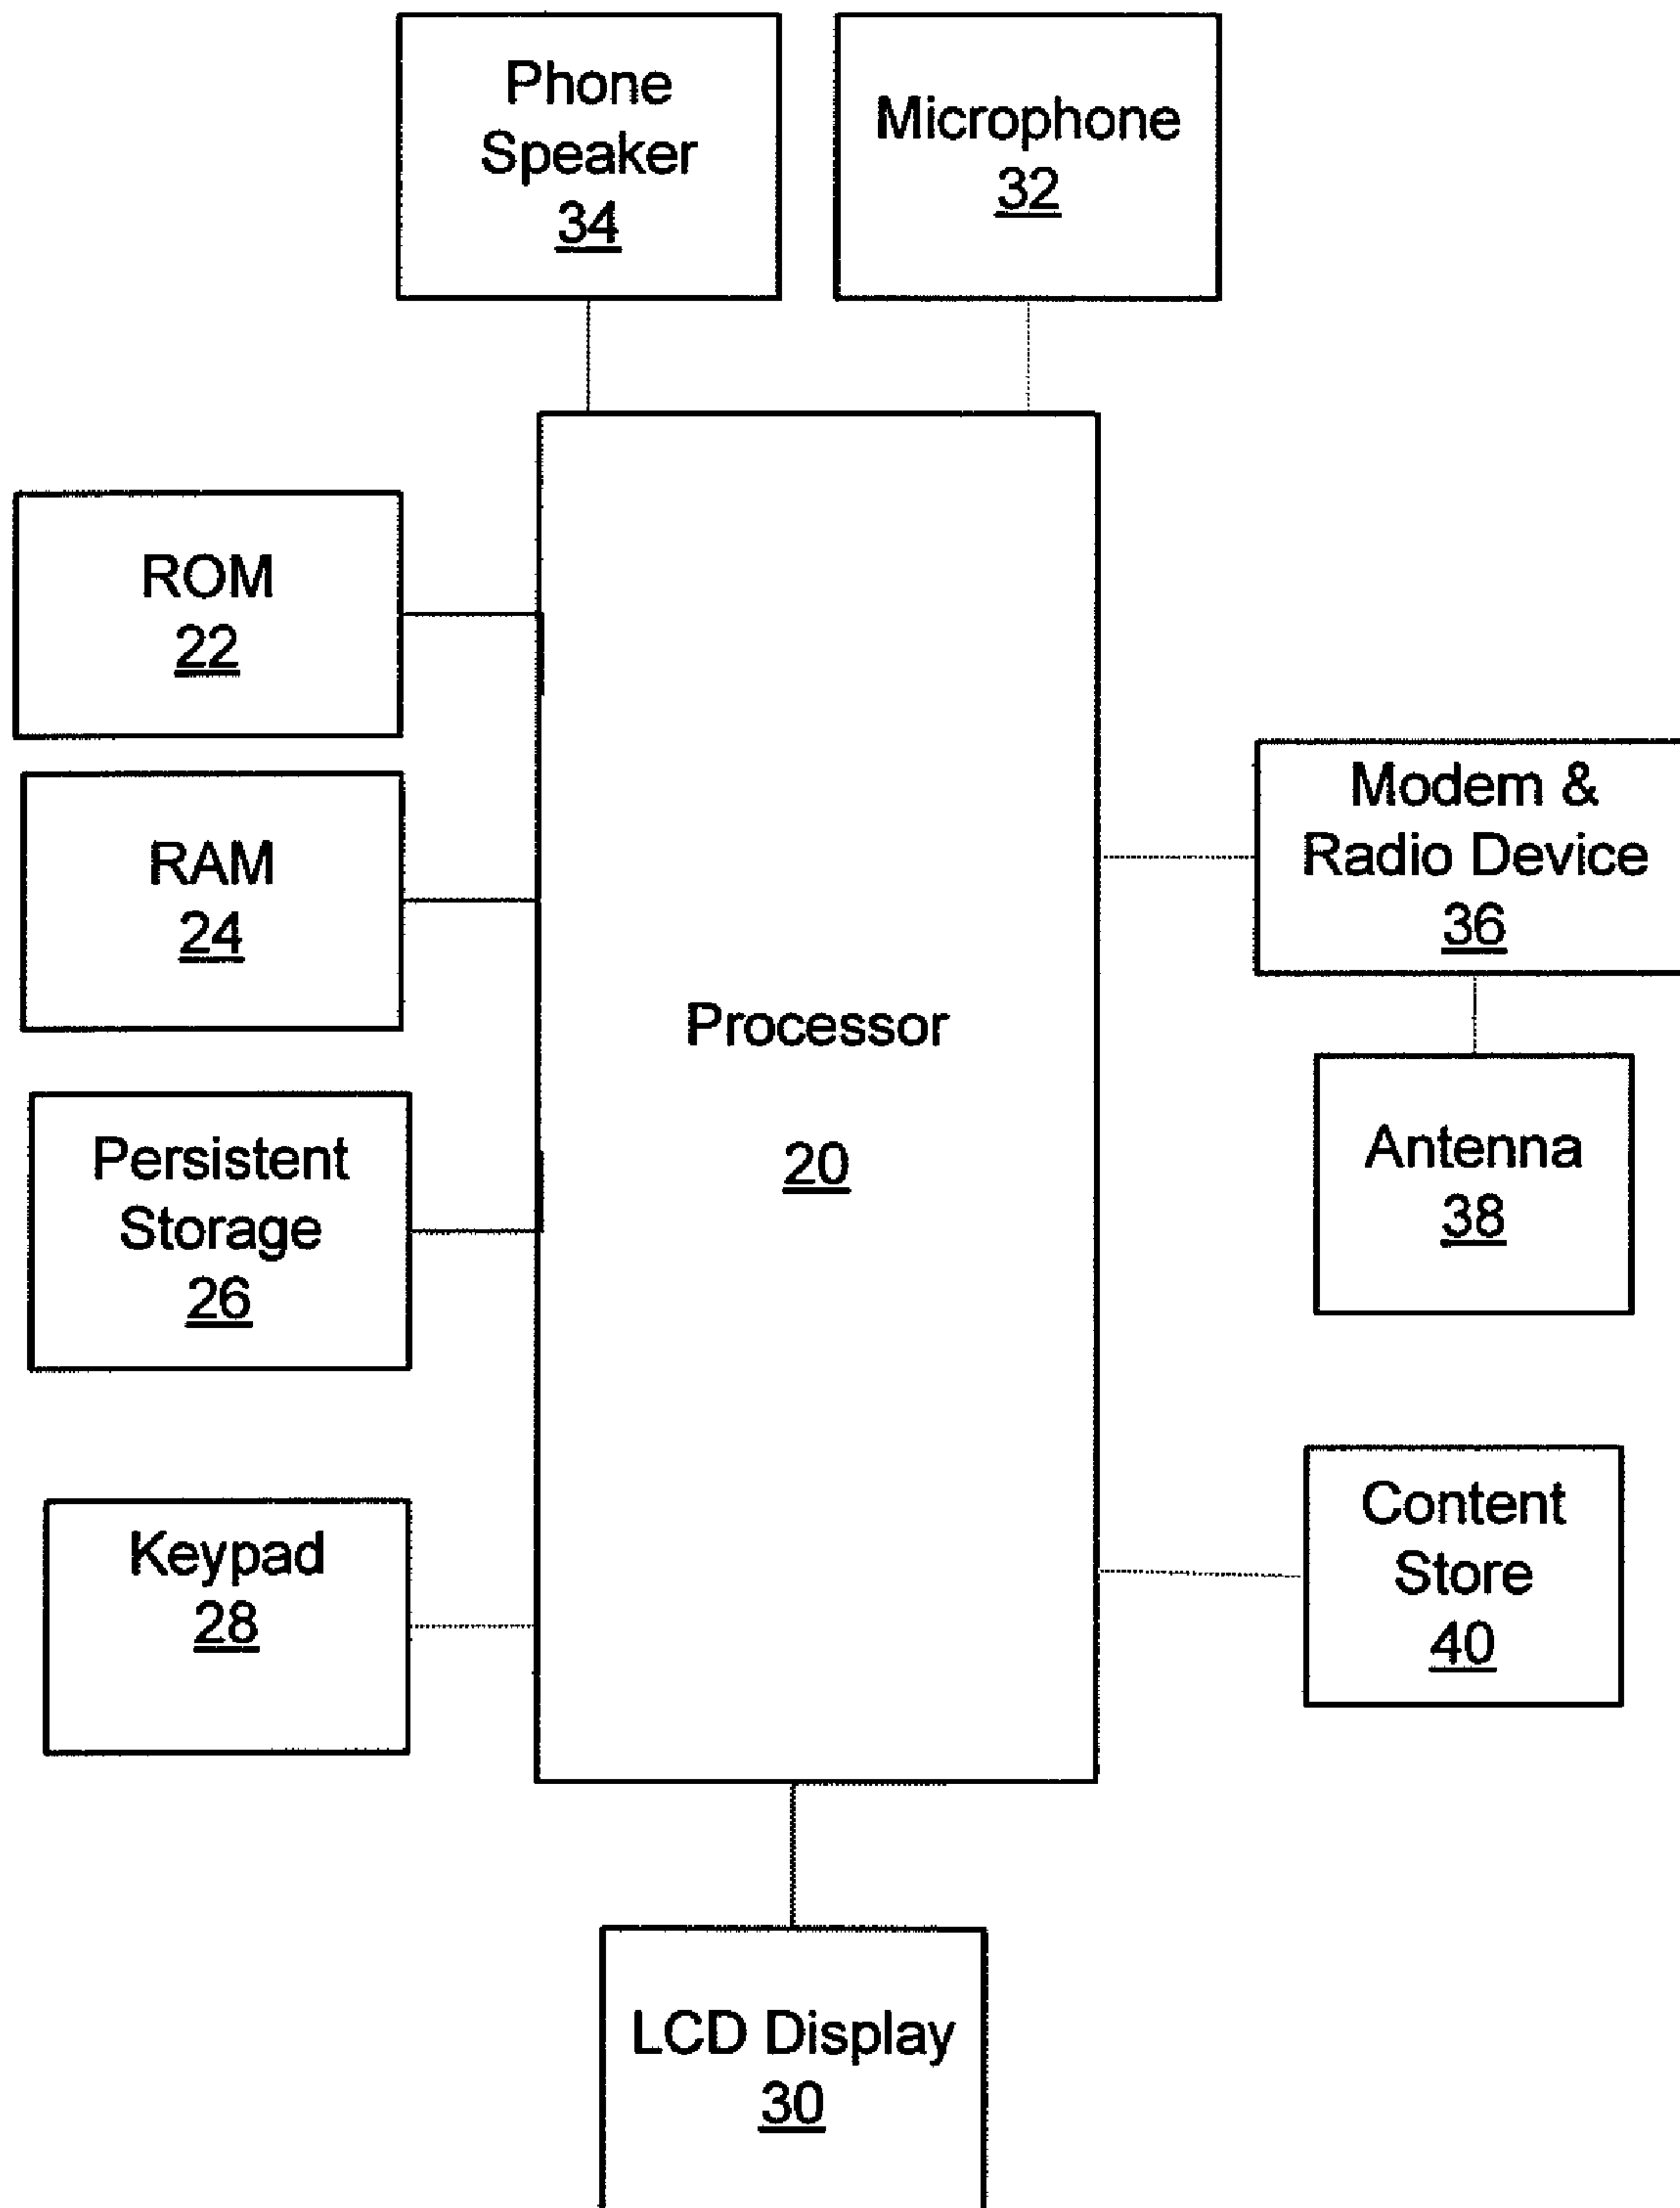 Phone
Speaker
34
Microphone
32
ROM
22
RAM
24
Persistent
Storage
26
Keypad
28
Processor
20
Modem &
Radio Device
36
Antenna
38
Content
Store
40
LCD Display
30